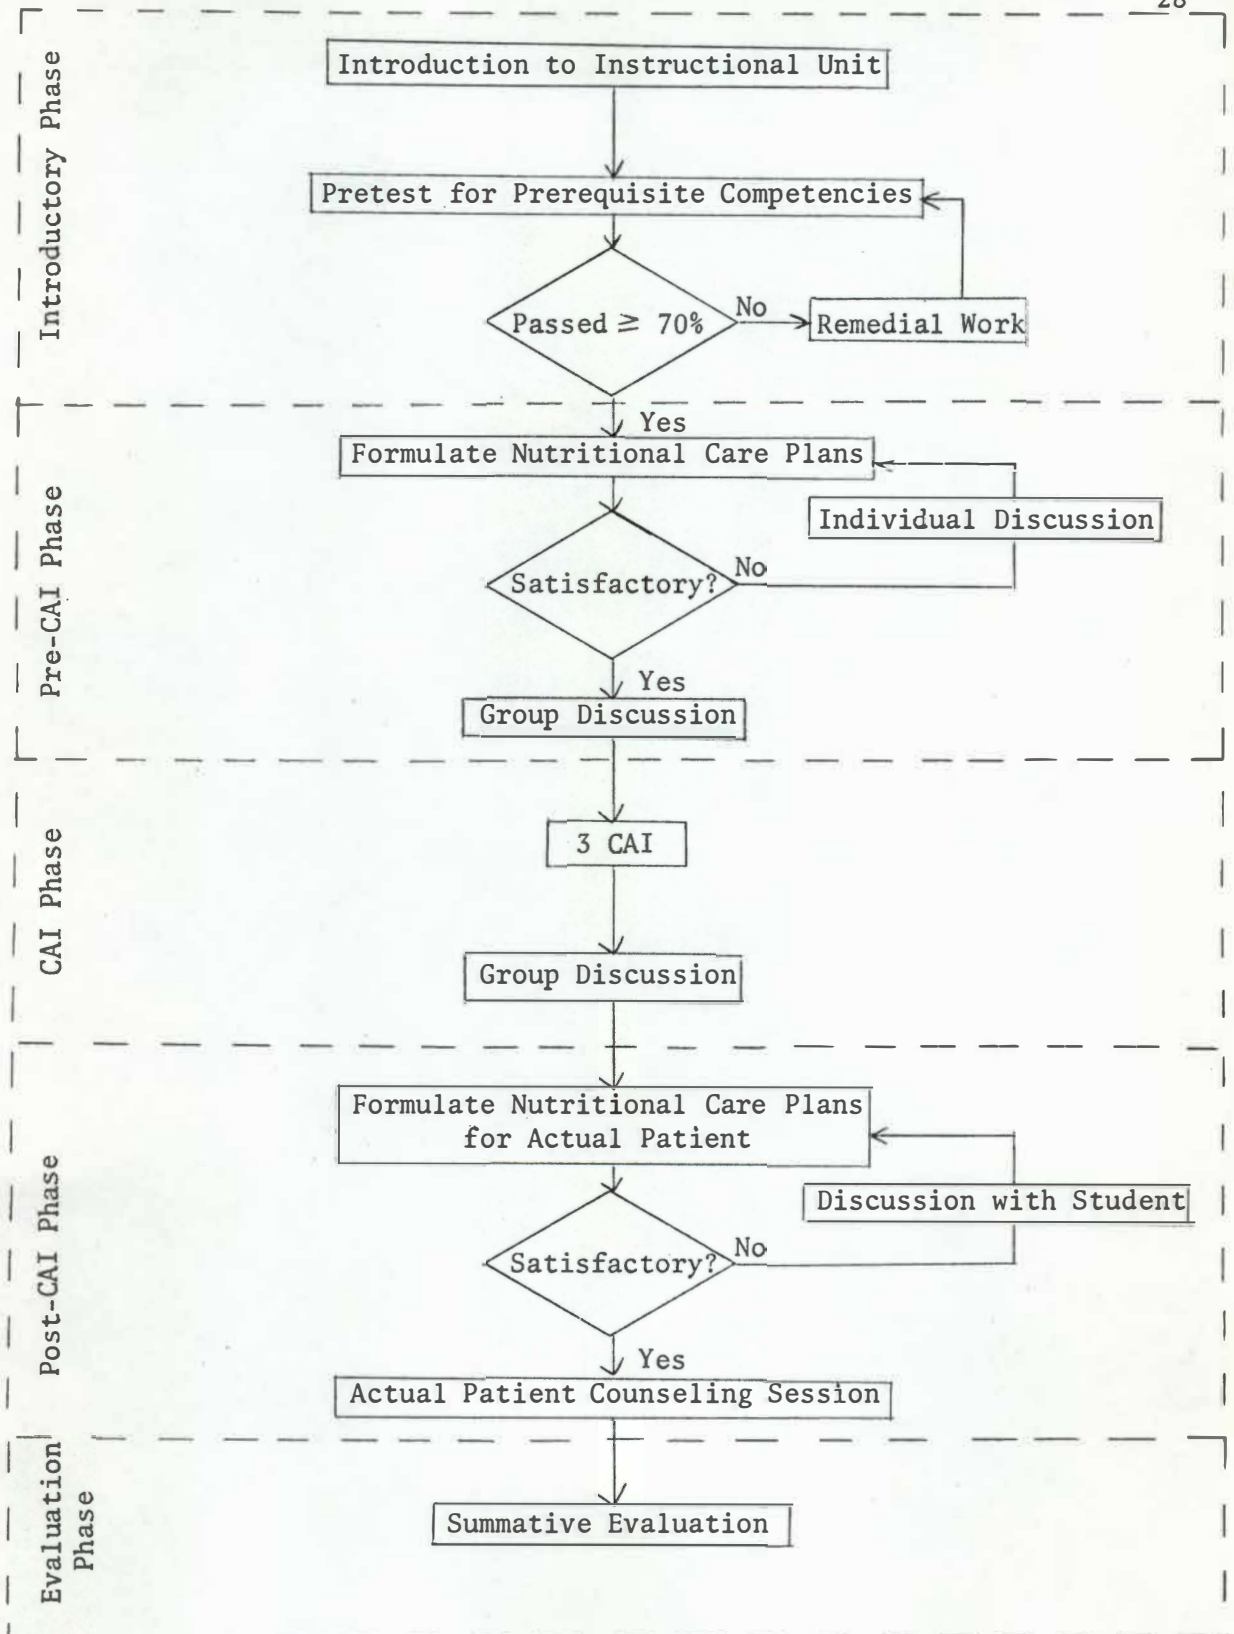 28
Introductory Phase
Introduction to Instructional Unit
Pretest for Prerequisite Competencies
Passed ≥ 70%
No
Remedial Work
Yes
Pre-CAI Phase
Formulate Nutritional Care Plans
Individual Discussion
Satisfactory?
No
Yes
Group Discussion
CAI Phase
3 CAI
Group Discussion
Post-CAI Phase
Formulate Nutritional Care Plans
for Actual Patient
Discussion with Student
Satisfactory?
No
Yes
Actual Patient Counseling Session
Evaluation
Phase
Summative Evaluation